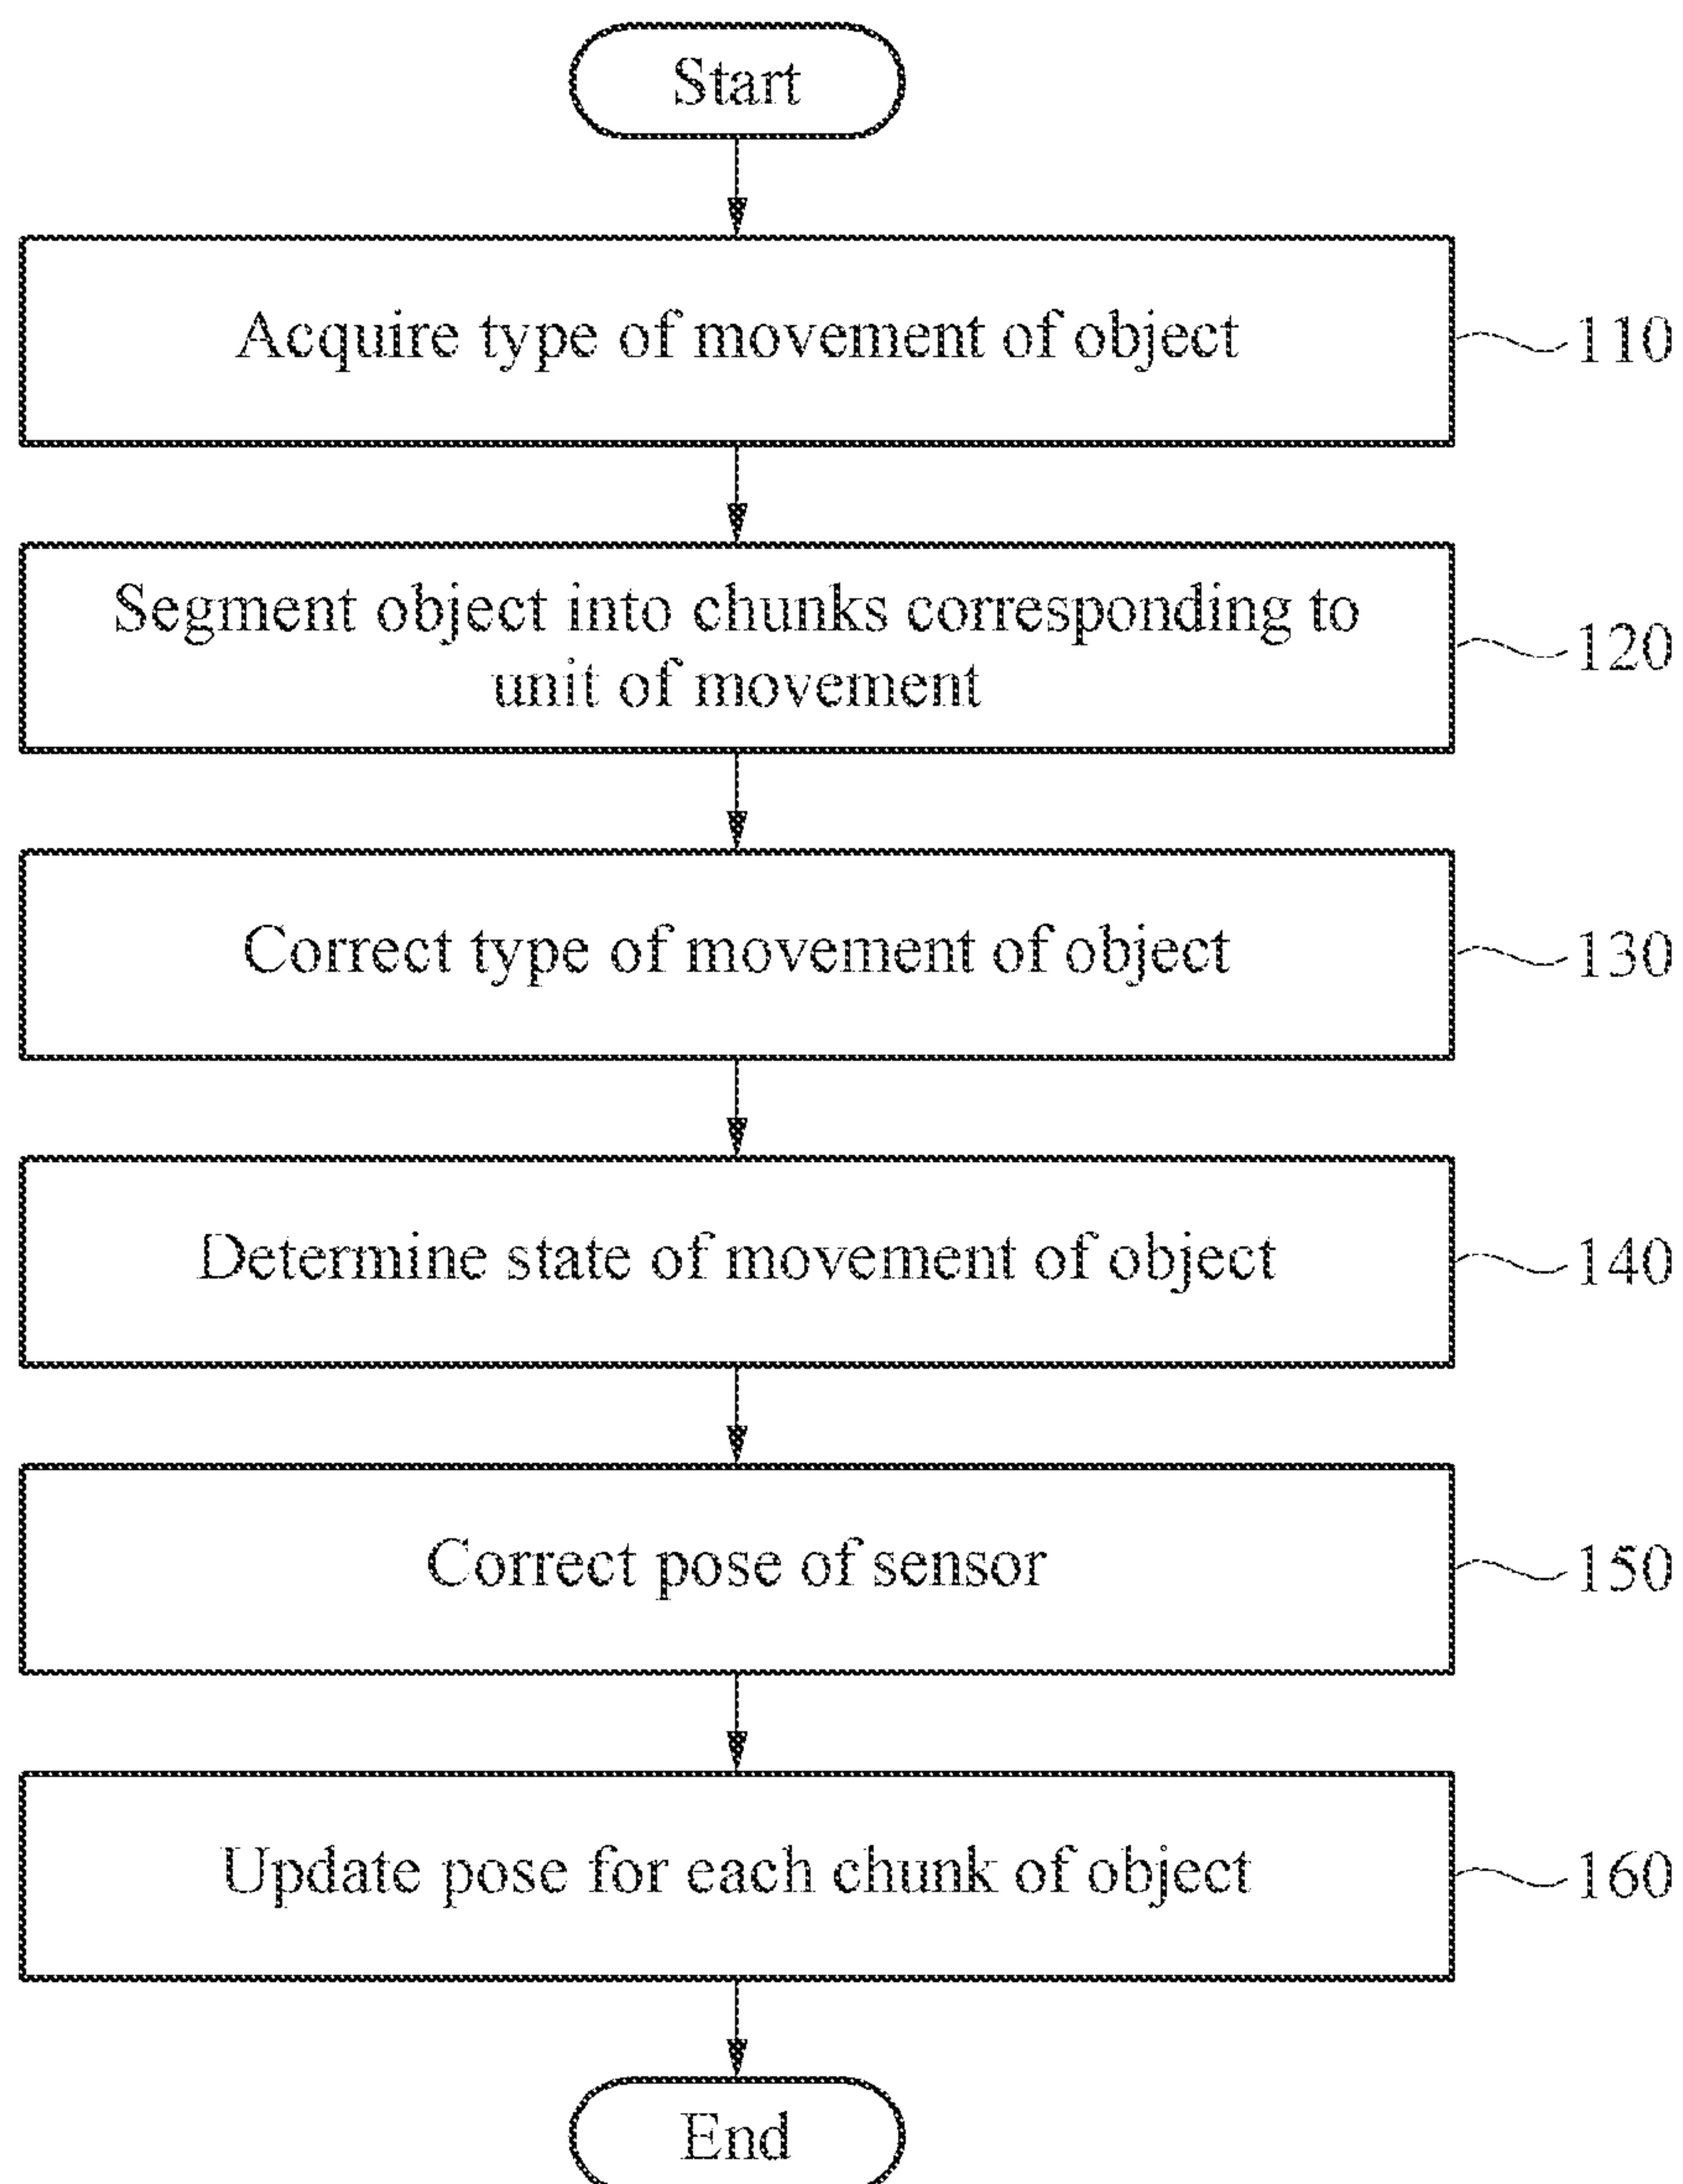 Start
Acquire type of movement of object
110
Segment object into chunks corresponding to
unit of movement
120
Correct type of movement of object
130
Determine state of movement of object
140
Correct pose of sensor
150
Update pose for each chunk of object
160
End